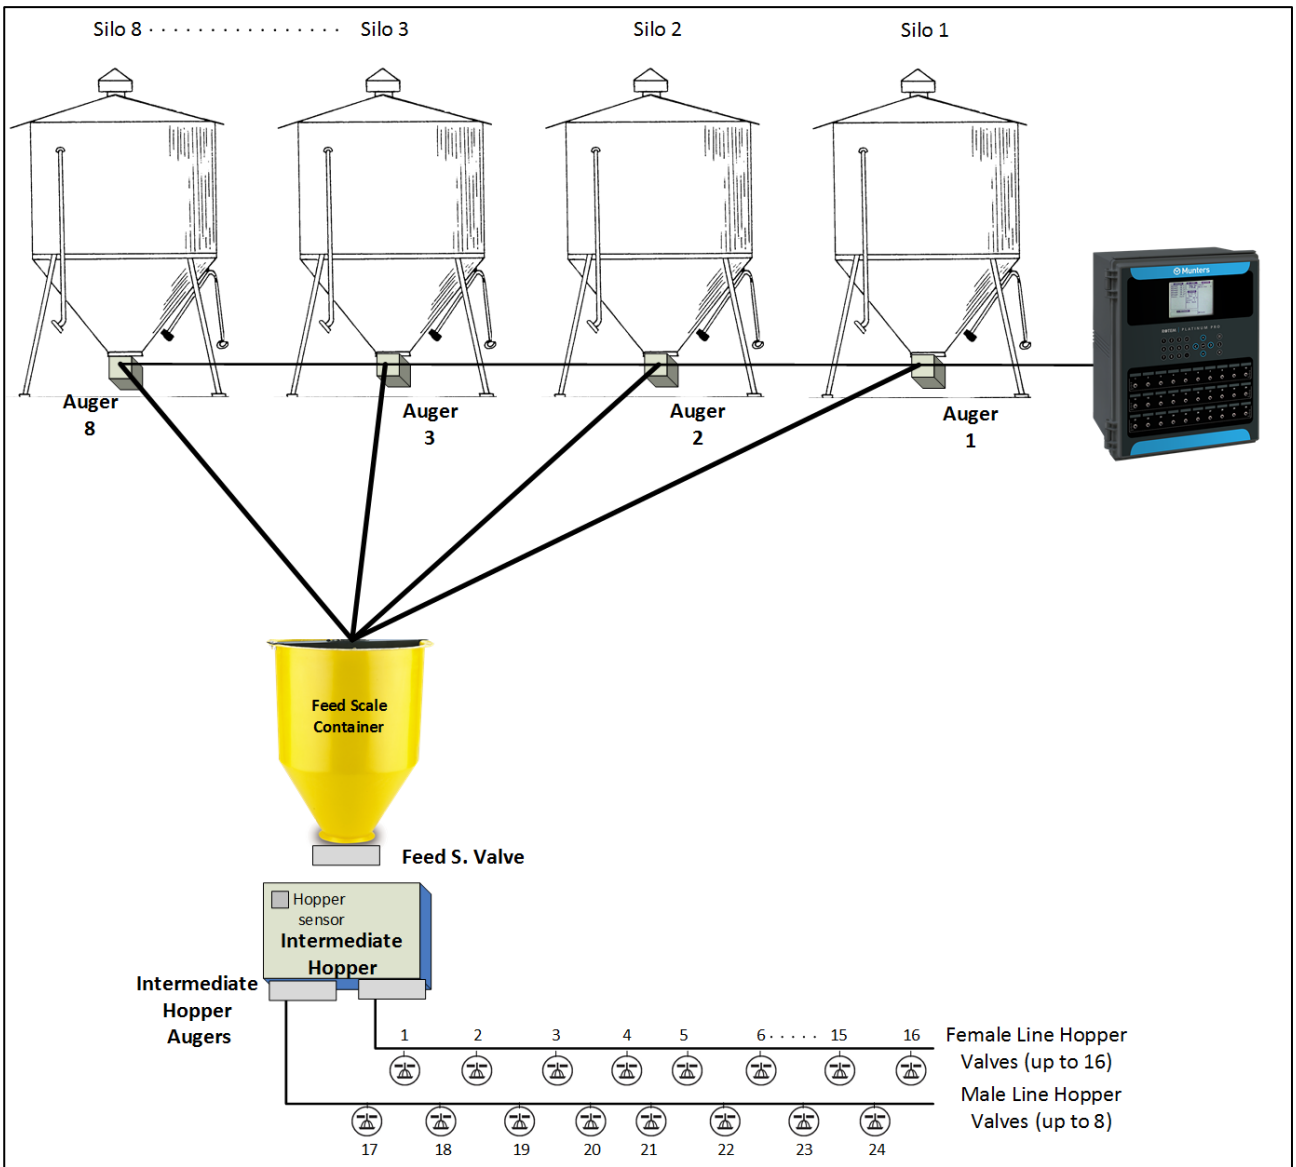 Silo 8 . . . . . . . . . . . . . . . . Silo 3
Silo 2
Silo 1
Munters
PLATINUM PRO
Auger
8
Auger
3
Auger
2
Auger
1
Feed Scale
Container
Feed S. Valve
Hopper
sensor
Intermediate
Hopper
Intermediate
Hopper
Augers
1 2 3 4 5 6 . . . . . 15 16
Female Line Hopper
Valves (up to 16)
Male Line Hopper
Valves (up to 8)
17 18 19 20 21 22 23 24